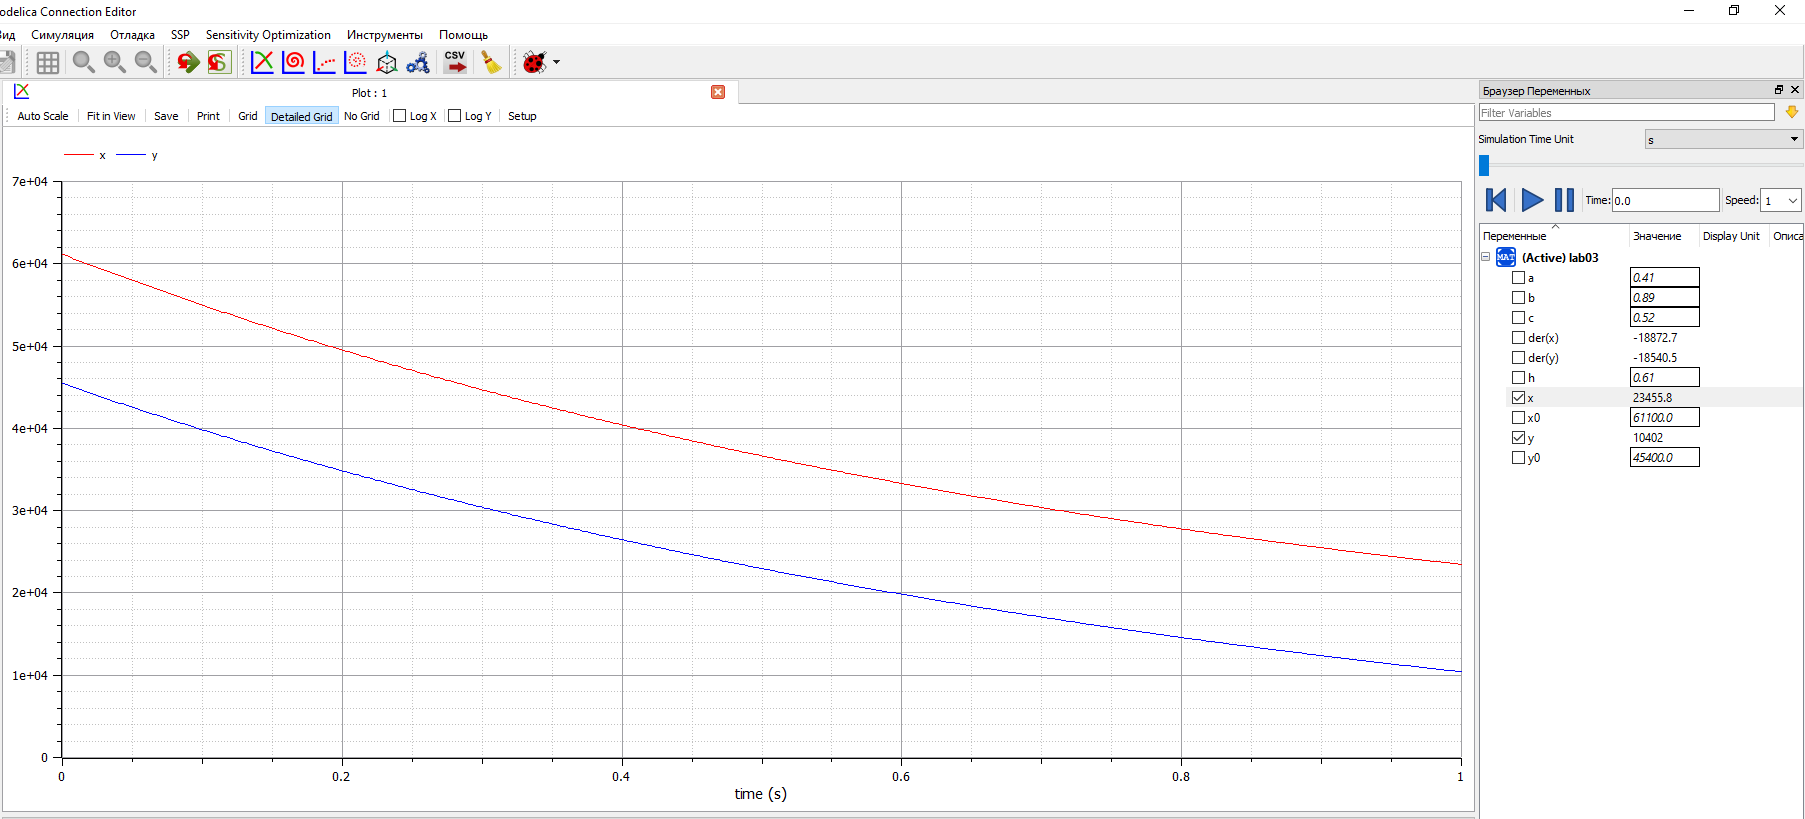 odelica Connection Editor
Вид Симуляция Отладка SSP Sensitivity Optimization Инструменты Помощь
CSV
Plot : 1
Auto Scale Fit in View Save Print Grid Detailed Grid No Grid Log X Log Y Setup
x y
7e+04
6e+04
5e+04
4e+04
3e+04
2e+04
1e+04
0
0 0.2 0.4 0.6 0.8 1
time (s)
Браузер Переменных
Filter Variables
Simulation Time Unit s
Time: 0.0 Speed: 1
Переменные Значение Display Unit Описа
MAT (Active) lab03
a 0.41
b 0.89
c 0.52
der(x) -18872.7
der(y) -18540.5
h 0.61
x 23455.8
x0 61100.0
y 10402
y0 45400.0